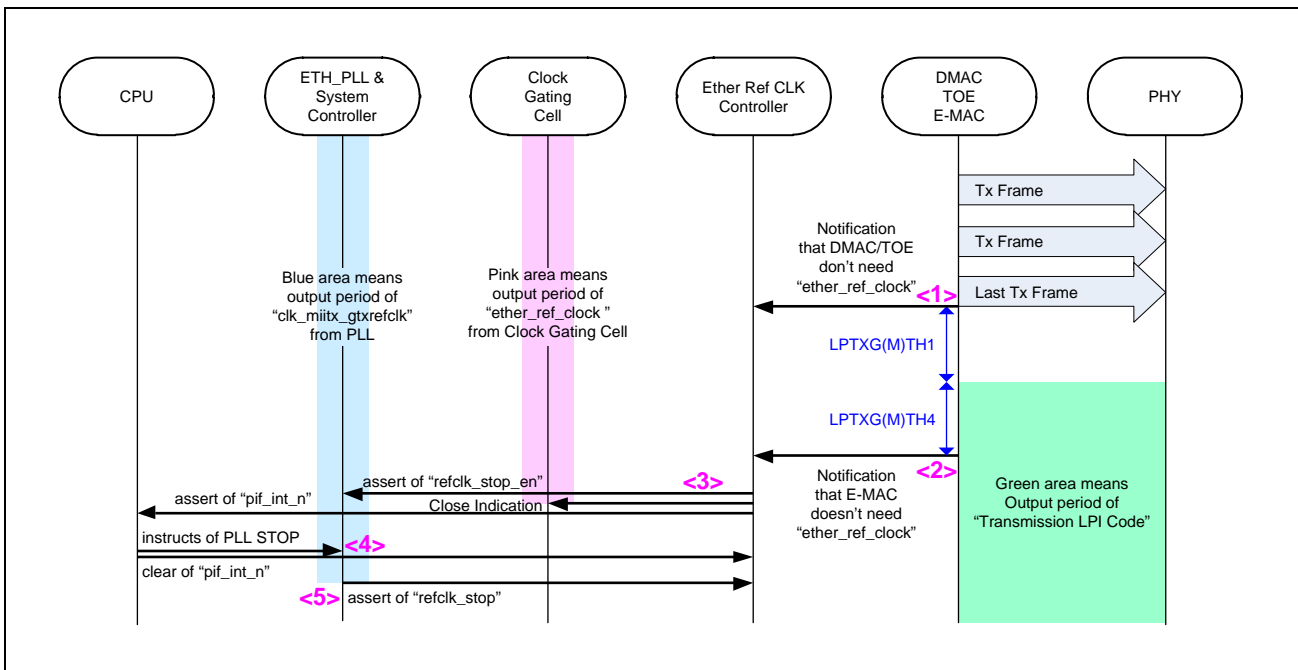 CPU
ETH_PLL &
System
Controller
Clock
Gating
Cell
Ether Ref CLK
Controller
DMAC
TOE
E-MAC
PHY
Tx Frame
Tx Frame
Last Tx Frame
Notification
that DMAC/TOE
don't need
"ether_ref_clock"
<1>
Blue area means
output period of
"clk_miitx_gtxrefclk"
from PLL
Pink area means
output period of
"ether_ref_clock "
from Clock Gating Cell
LPTXG(M)TH1
LPTXG(M)TH4
<2>
Notification
that E-MAC
doesn't need
"ether_ref_clock"
Green area means
Output period of
"Transmission LPI Code"
assert of "refclk_stop_en"
<3>
Close Indication
assert of "pif_int_n"
instructs of PLL STOP
<4>
clear of "pif_int_n"
<5>
assert of "refclk_stop"